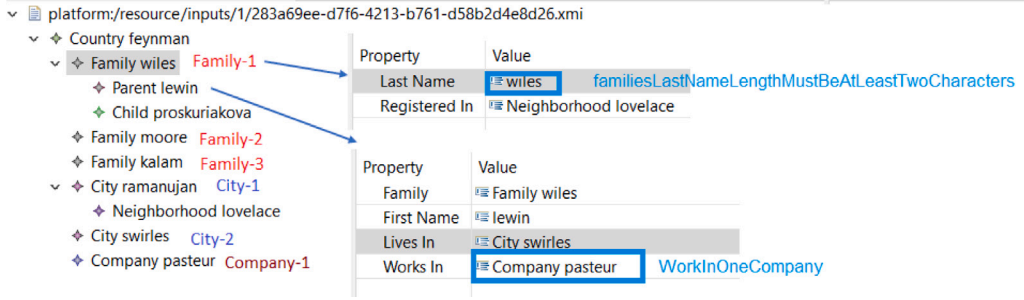 platform:/resource/inputs/1/283a69ee-d7f6-4213-b761-d58b2d4e8d26.xmi
Country feynman
Family wiles Family-1
Parent lewin
Child proskuriakova
Family moore Family-2
Family kalam Family-3
City ramanujan City-1
Neighborhood lovelace
City swirles City-2
Company pasteur Company-1
Property Value
Last Name wiles familiesLastNameLengthMustBeAtLeastTwoCharacters
Registered In Neighborhood lovelace
Property Value
Family Family wiles
First Name lewin
Lives In City swirles
Works In Company pasteur WorkInOneCompany